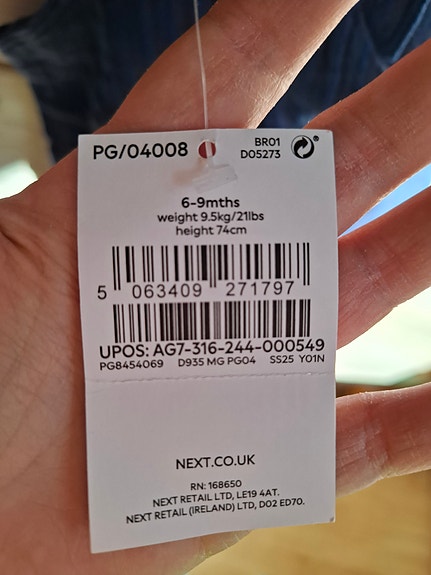 PG/04008
BR01
D05273
6-9mths
weight 9.5kg/21lbs
height 74cm
5 063409 271797
UPOS: AG7-316-244-000549
PG8454069 D935 MG PG04 SS25 Y01N
NEXT.CO.UK
RN: 168650
NEXT RETAIL LTD, LE19 4AT.
NEXT RETAIL (IRELAND) LTD, D02 ED70.